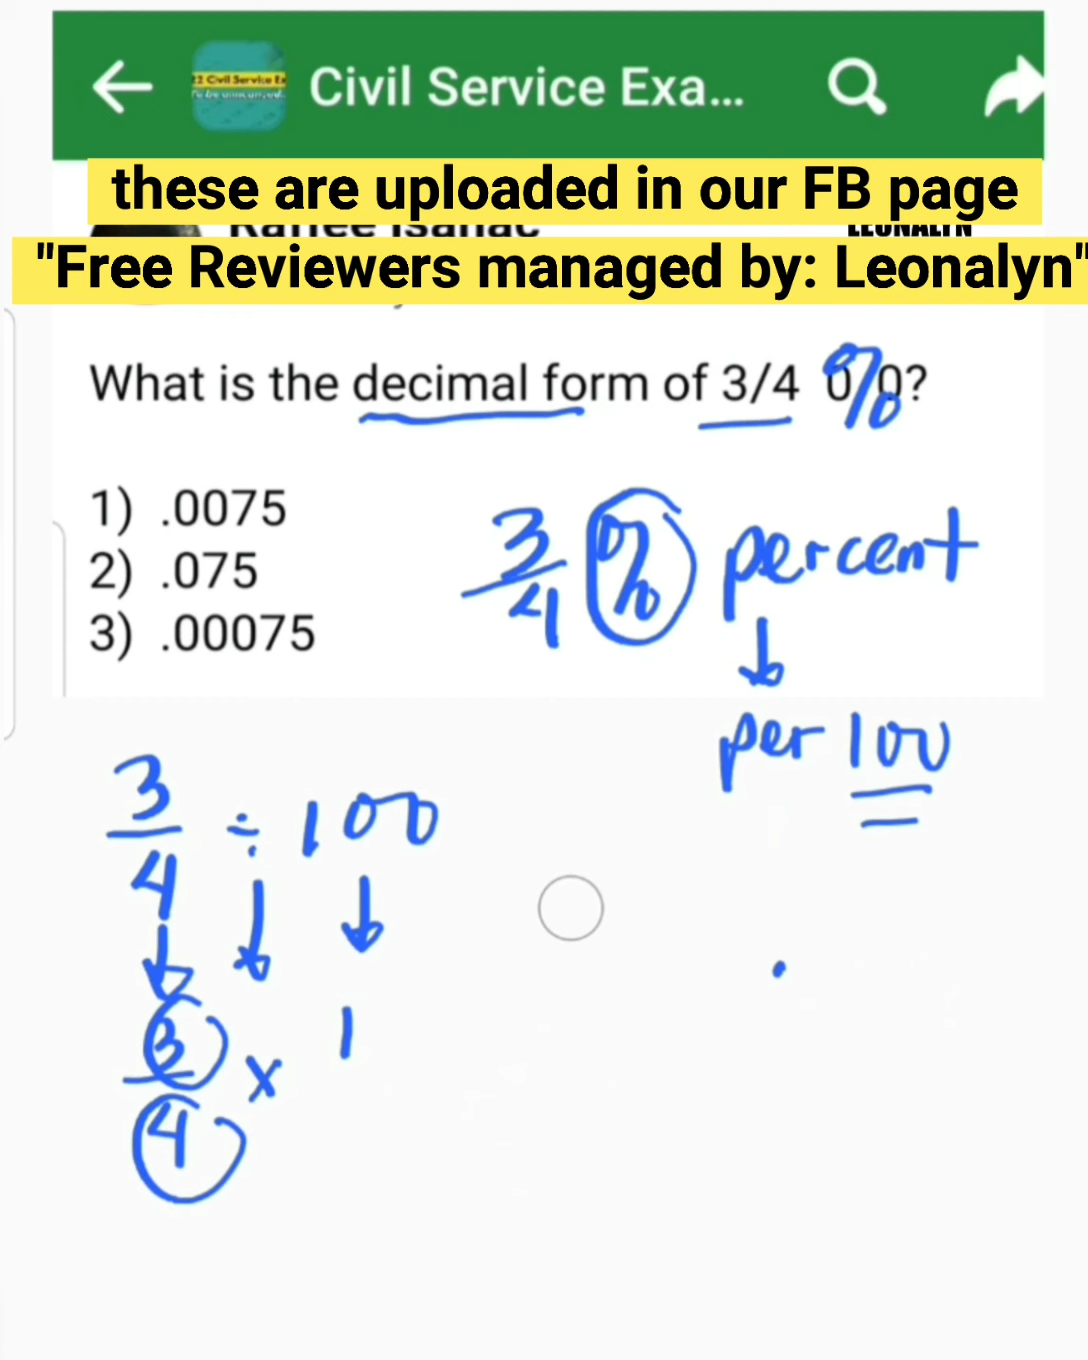 Civil Service Exa...
these are uploaded in our FB page
LEONALYN
"Free Reviewers managed by: Leonalyn"
What is the decimal form of 3/4 0/0?
%
1) .0075
2) .075
3) .00075
3/4 % percent
per 100
3/4 ÷ 100
3/4 x 1